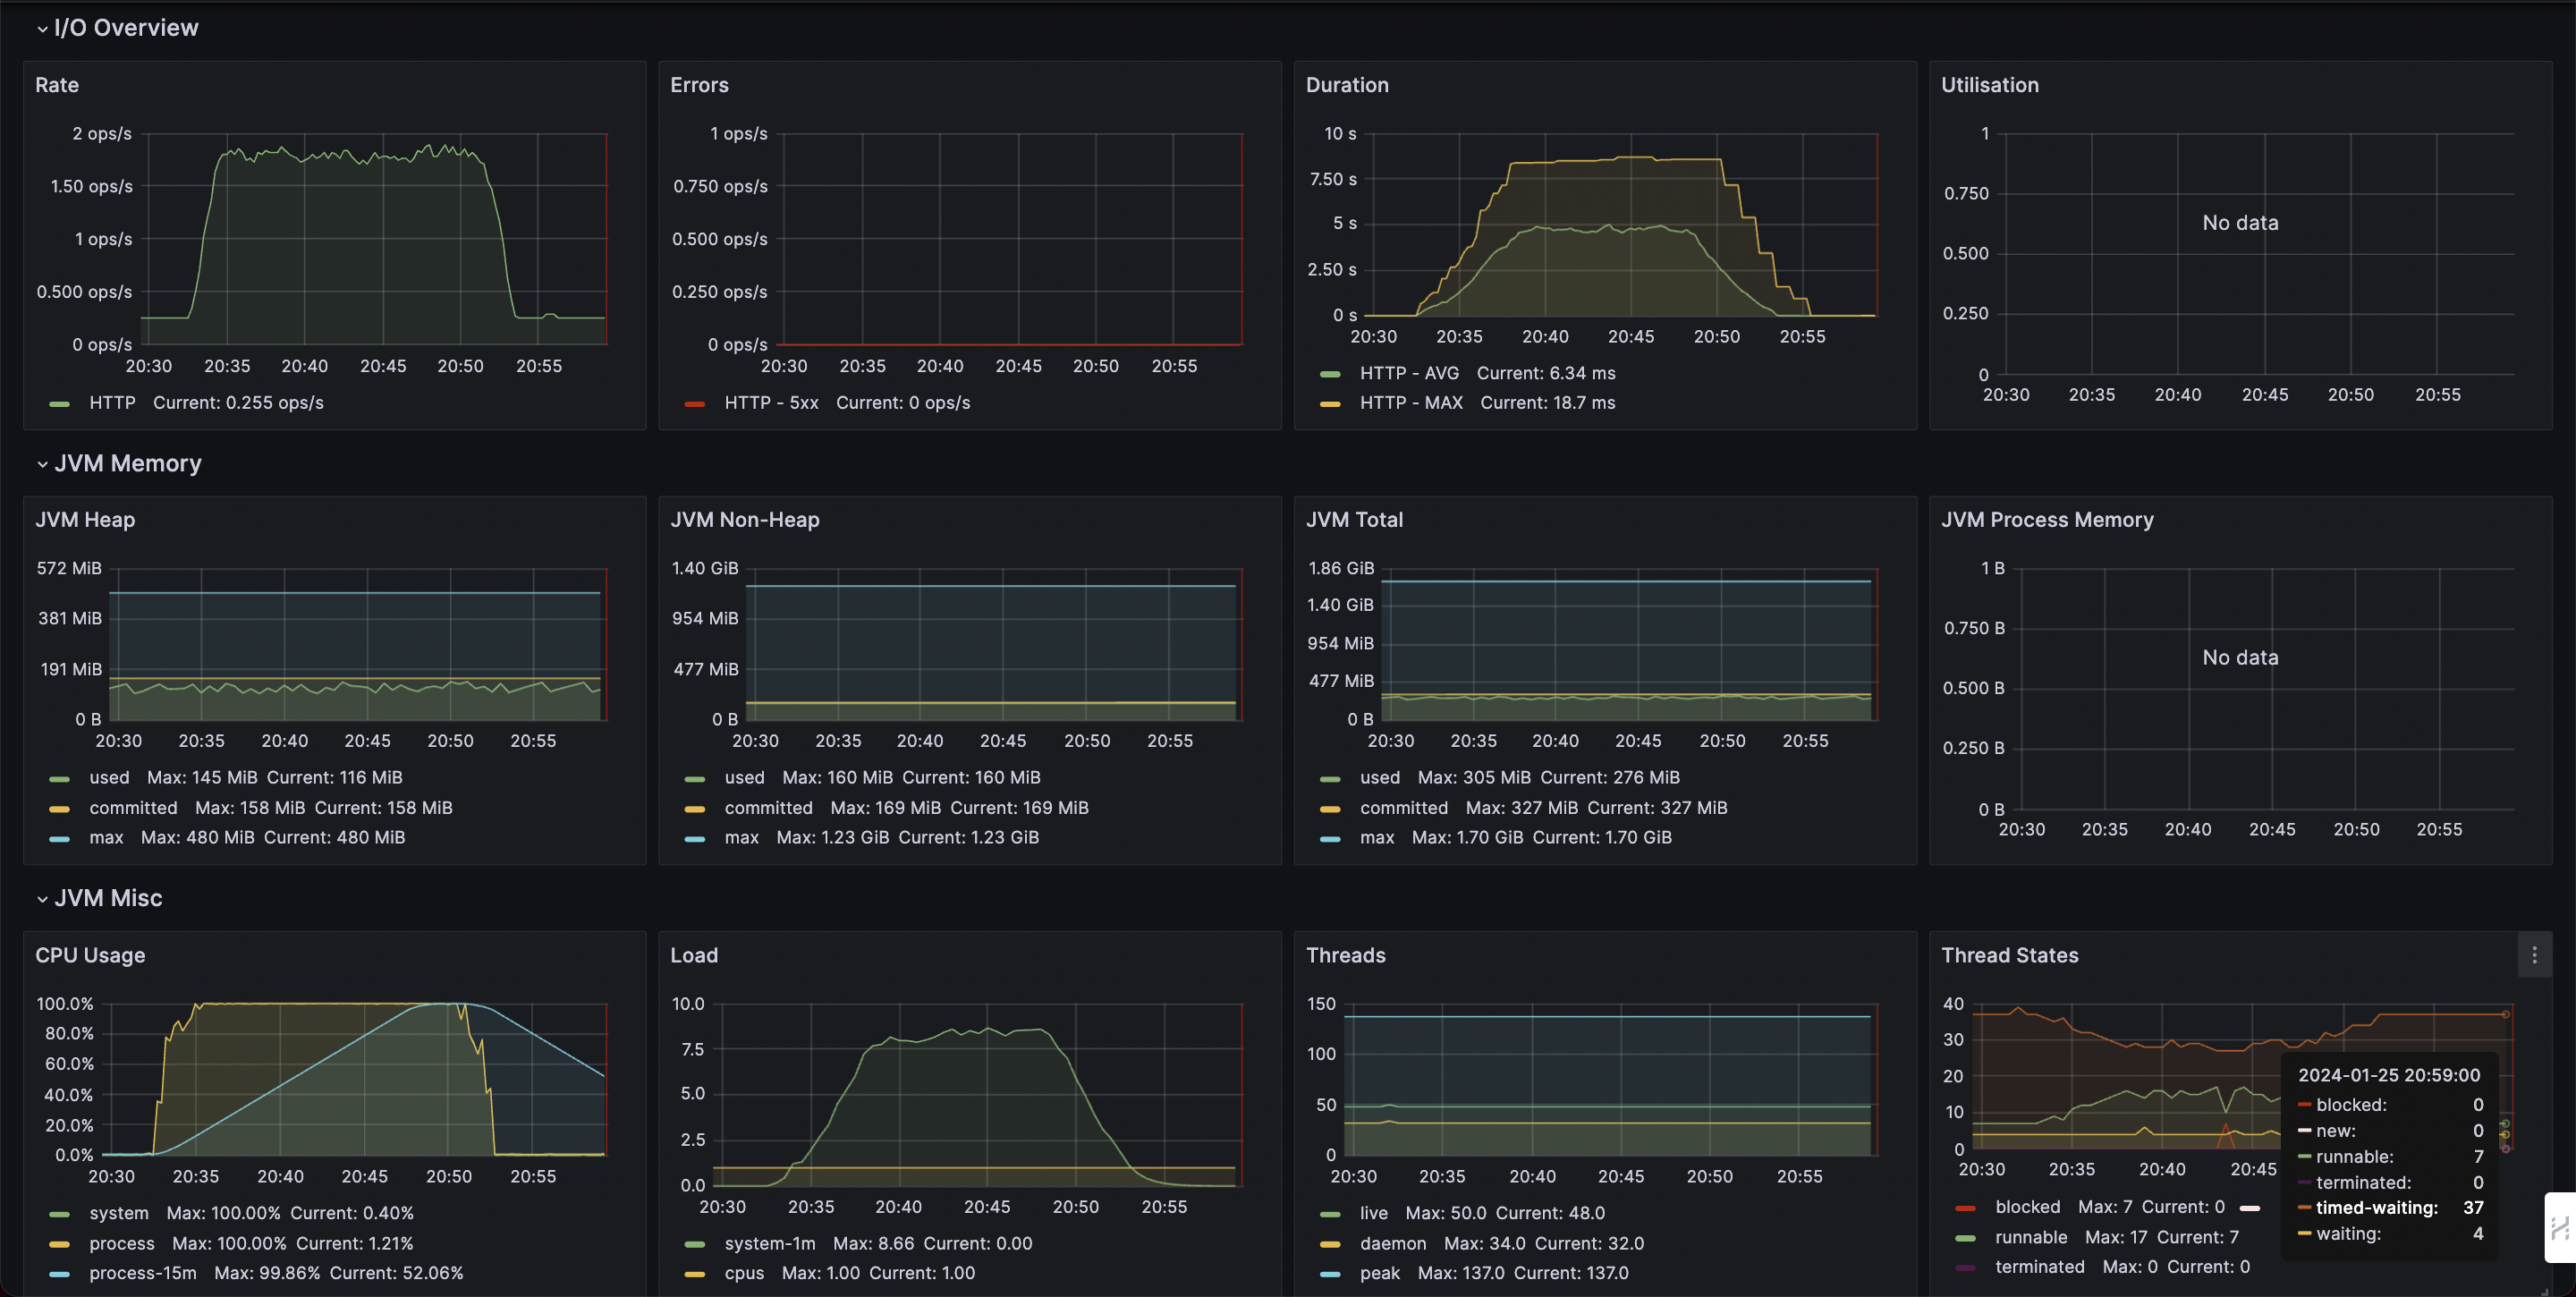 I/O Overview
Rate
2 ops/s
1.50 ops/s
1 ops/s
0.500 ops/s
0 ops/s
20:30 20:35 20:40 20:45 20:50 20:55
HTTP Current: 0.255 ops/s
Errors
1 ops/s
0.750 ops/s
0.500 ops/s
0.250 ops/s
0 ops/s
20:30 20:35 20:40 20:45 20:50 20:55
HTTP - 5xx Current: 0 ops/s
Duration
10 s
7.50 s
5 s
2.50 s
0 s
20:30 20:35 20:40 20:45 20:50 20:55
HTTP - AVG Current: 6.34 ms
HTTP - MAX Current: 18.7 ms
Utilisation
1
0.750
0.500
0.250
0
No data
20:30 20:35 20:40 20:45 20:50 20:55
JVM Memory
JVM Heap
572 MiB
381 MiB
191 MiB
0 B
20:30 20:35 20:40 20:45 20:50 20:55
used Max: 145 MiB Current: 116 MiB
committed Max: 158 MiB Current: 158 MiB
max Max: 480 MiB Current: 480 MiB
JVM Non-Heap
1.40 GiB
954 MiB
477 MiB
0 B
20:30 20:35 20:40 20:45 20:50 20:55
used Max: 160 MiB Current: 160 MiB
committed Max: 169 MiB Current: 169 MiB
max Max: 1.23 GiB Current: 1.23 GiB
JVM Total
1.86 GiB
1.40 GiB
954 MiB
477 MiB
0 B
20:30 20:35 20:40 20:45 20:50 20:55
used Max: 305 MiB Current: 276 MiB
committed Max: 327 MiB Current: 327 MiB
max Max: 1.70 GiB Current: 1.70 GiB
JVM Process Memory
1 B
0.750 B
0.500 B
0.250 B
0 B
No data
20:30 20:35 20:40 20:45 20:50 20:55
JVM Misc
CPU Usage
100.0%
80.0%
60.0%
40.0%
20.0%
0.0%
20:30 20:35 20:40 20:45 20:50 20:55
system Max: 100.00% Current: 0.40%
process Max: 100.00% Current: 1.21%
process-15m Max: 99.86% Current: 52.06%
Load
10.0
7.5
5.0
2.5
0.0
20:30 20:35 20:40 20:45 20:50 20:55
system-1m Max: 8.66 Current: 0.00
cpus Max: 1.00 Current: 1.00
Threads
150
100
50
0
20:30 20:35 20:40 20:45 20:50 20:55
live Max: 50.0 Current: 48.0
daemon Max: 34.0 Current: 32.0
peak Max: 137.0 Current: 137.0
Thread States
40
30
20
10
0
20:30 20:35 20:40 20:45
blocked Max: 7 Current: 0
runnable Max: 17 Current: 7
terminated Max: 0 Current: 0
2024-01-25 20:59:00
blocked: 0
new: 0
runnable: 7
terminated: 0
timed-waiting: 37
waiting: 4